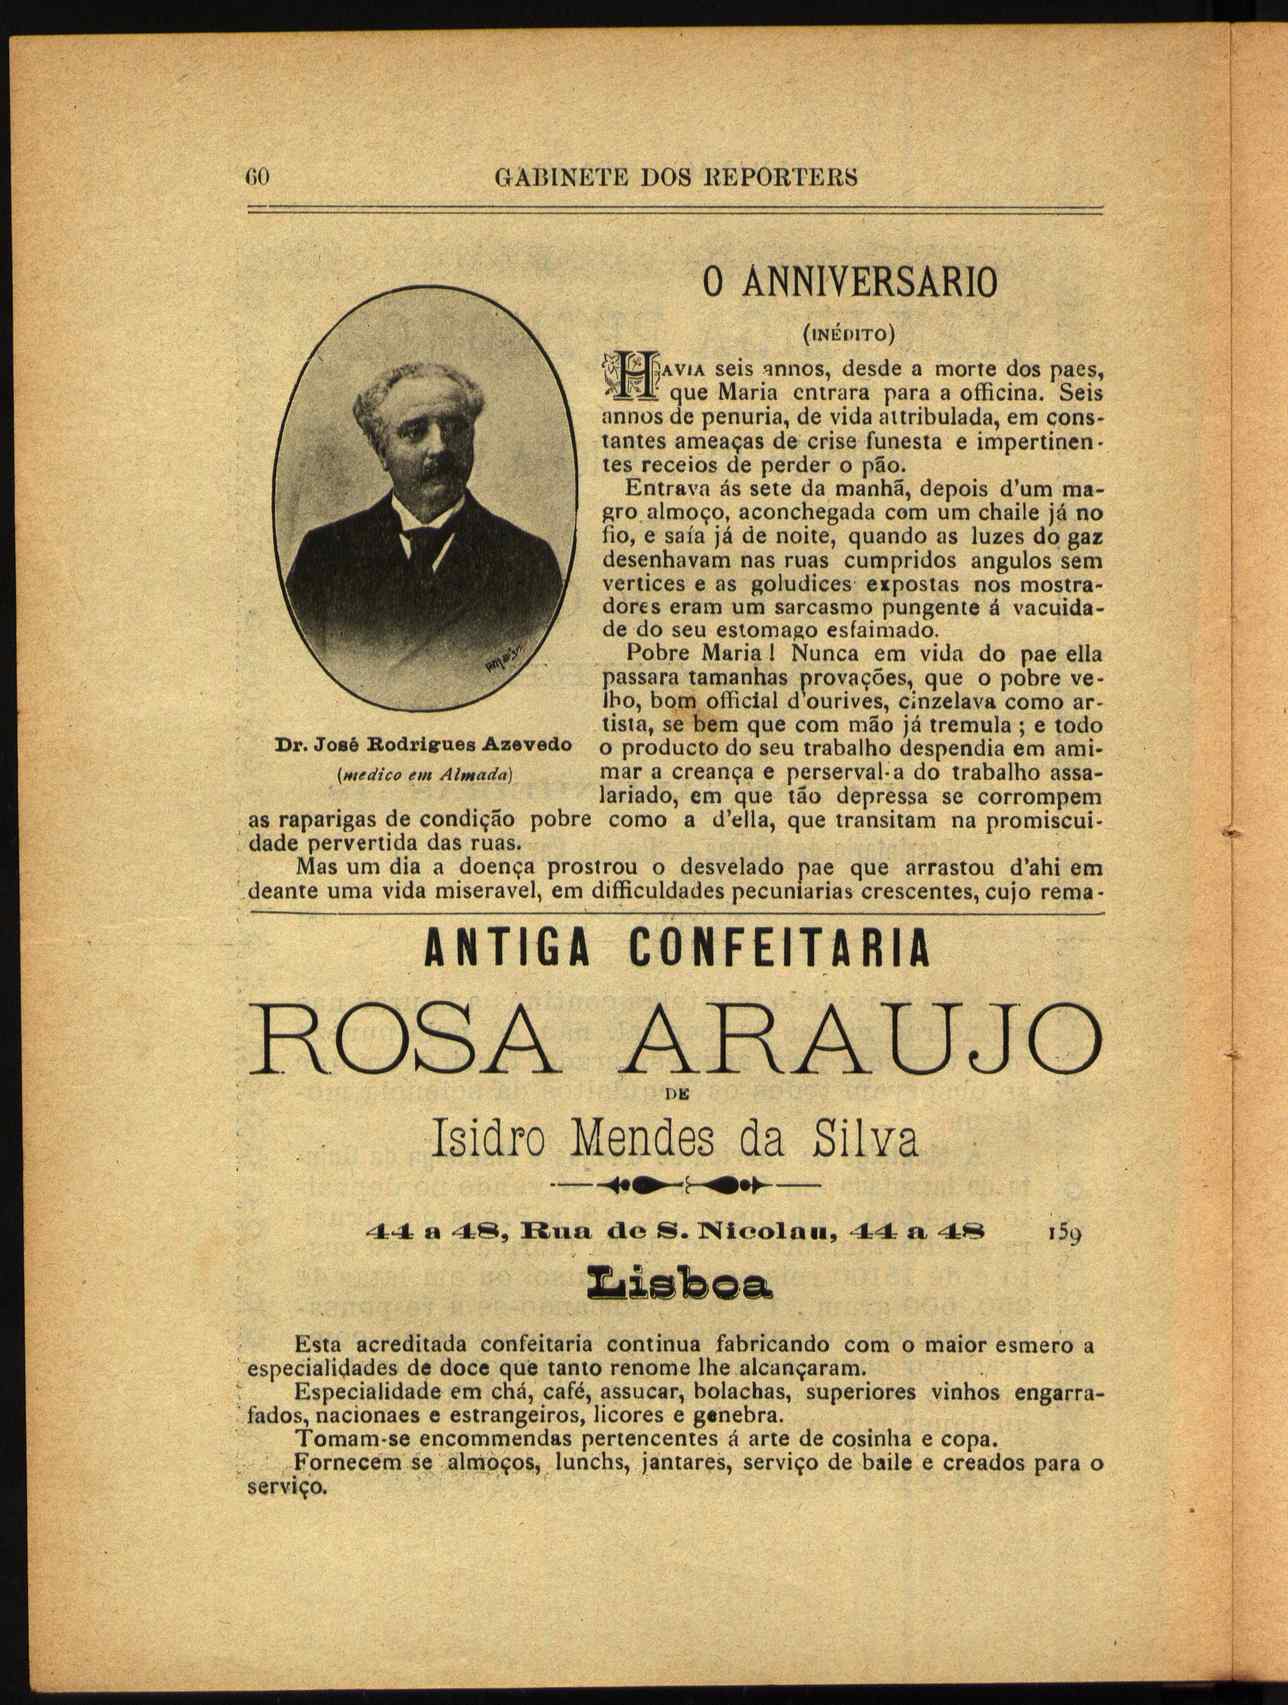 60
GABINETE DOS REPORTERS
O ANNIVERSARIO
(INÉDITO)
HAVIA seis annos, desde a morte dos paes,
que Maria entrara para a officina. Seis
annos de penuria, de vida attribulada, em cons-
tantes ameaças de crise funesta e impertinen-
tes receios de perder o pão.
Entrava ás sete da manhã, depois d'um ma-
gro almoço, aconchegada com um chaile já no
fio, e saía já de noite, quando as luzes do gaz
desenhavam nas ruas cumpridos angulos sem
vertices e as goludices expostas nos mostra-
dores eram um sarcasmo pungente á vacuida-
de do seu estomago esfaimado.
Pobre Maria! Nunca em vida do pae ella
passara tamanhas provações, que o pobre ve-
lho, bom official d'ourives, cinzelava como ar-
tista, se bem que com mão já tremula; e todo
o producto do seu trabalho despendia em ami-
mar a creança e perserval-a do trabalho assa-
lariado, em que tão depressa se corrompem
as raparigas de condição pobre como a d'ella, que transitam na promiscui-
dade pervertida das ruas.
Mas um dia a doença prostrou o desvelado pae que arrastou d'ahi em
deante uma vida miseravel, em difficuldades pecuniarias crescentes, cujo rema-
Dr. José Rodrigues Azevedo
(medico em Almada)
ANTIGA CONFEITARIA
ROSA ARAUJO
DE
Isidro Mendes da Silva
44 a 48, Rua de S. Nicolau, 44 a 48 159
Lisboa
Esta acreditada confeitaria continua fabricando com o maior esmero a
especialidades de doce que tanto renome lhe alcançaram.
Especialidade em chá, café, assucar, bolachas, superiores vinhos engarra-
fados, nacionaes e estrangeiros, licores e genebra.
Tomam-se encommendas pertencentes á arte de cosinha e copa.
Fornecem se almoços, lunchs, jantares, serviço de baile e creados para o
serviço.